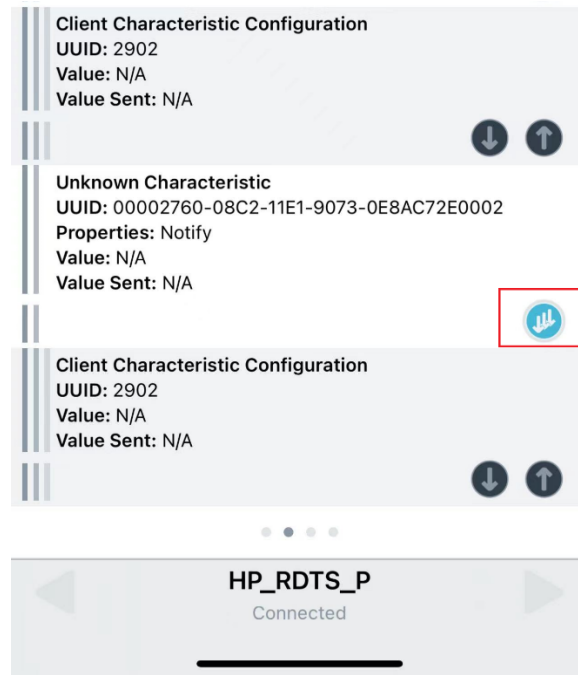 Client Characteristic Configuration
UUID: 2902
Value: N/A
Value Sent: N/A
Unknown Characteristic
UUID: 00002760-08C2-11E1-9073-0E8AC72E0002
Properties: Notify
Value: N/A
Value Sent: N/A
Client Characteristic Configuration
UUID: 2902
Value: N/A
Value Sent: N/A
HP_RDTS_P
Connected